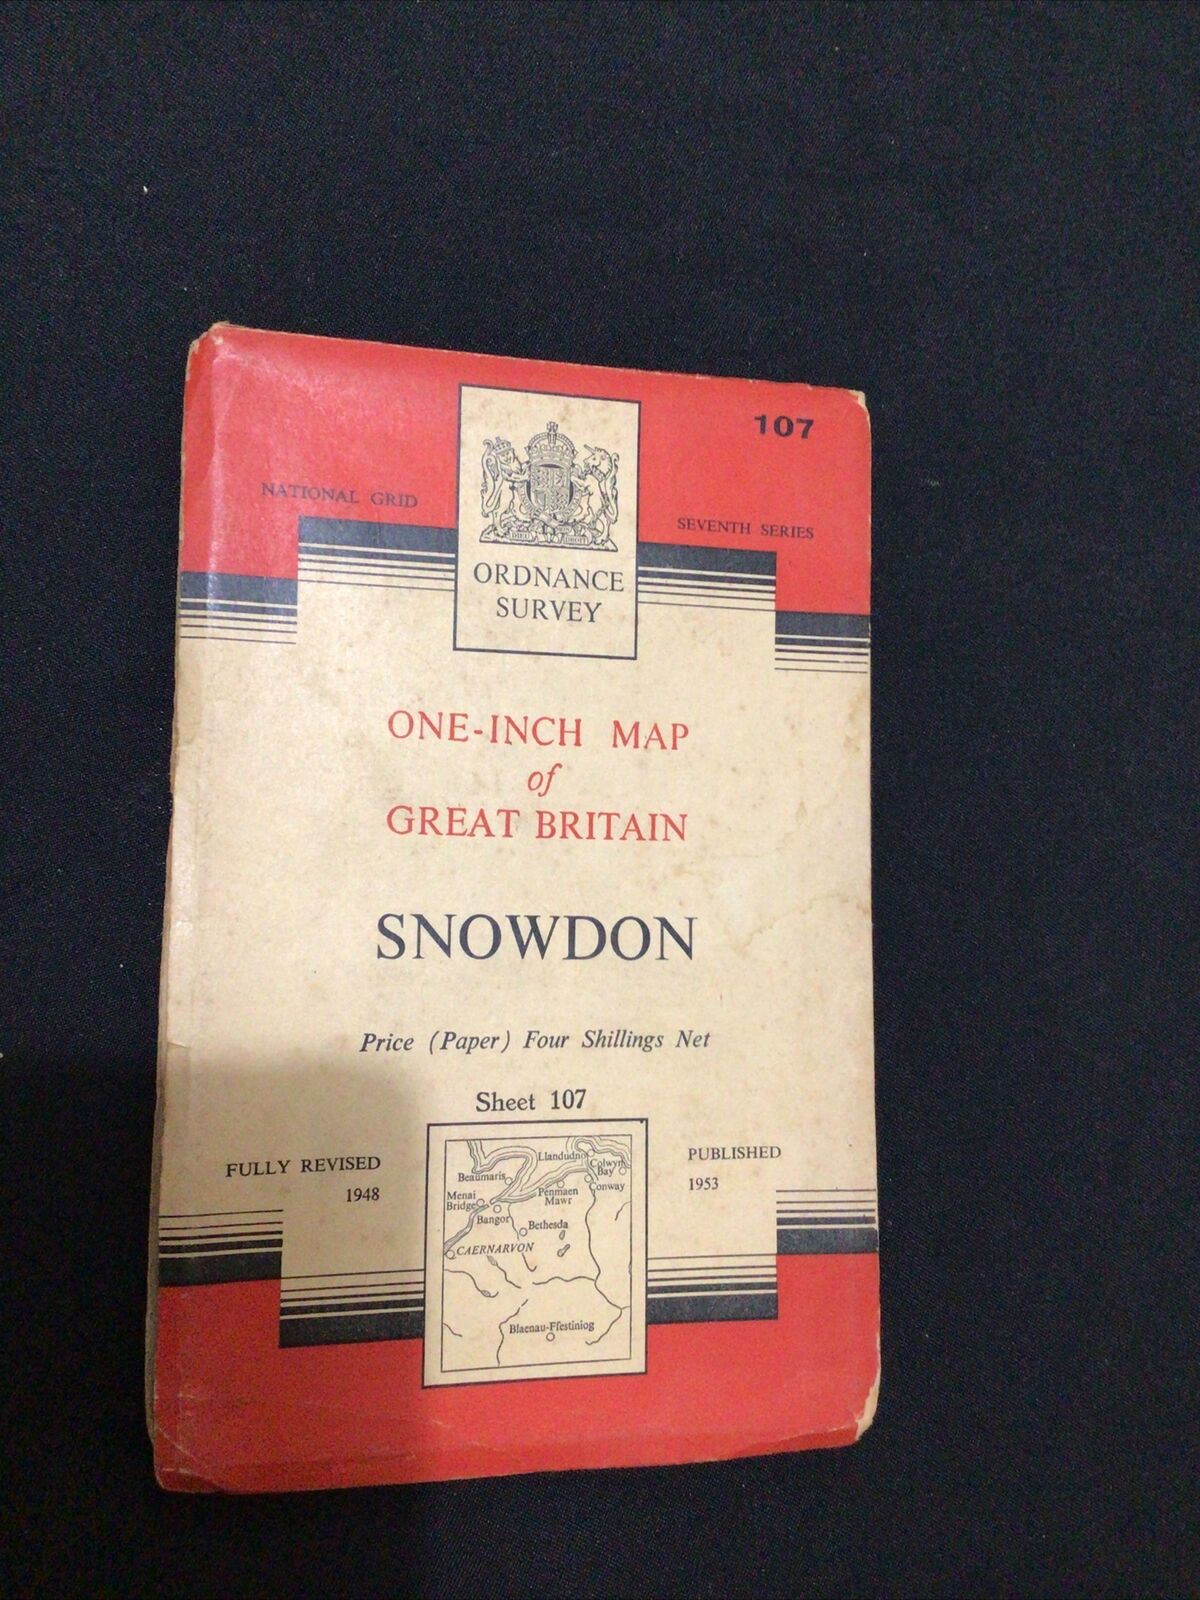 107
NATIONAL GRID
SEVENTH SERIES
DIEU DROIT
ORDNANCE
SURVEY
ONE-INCH MAP
of
GREAT BRITAIN
SNOWDON
Price (Paper) Four Shillings Net
Sheet 107
FULLY REVISED
1948
PUBLISHED
1953
Llandudno
Colwyn
Bay
Beaumaris
Conway
Menai
Bridge
Penmaen
Mawr
Bangor
Bethesda
CAERNARVON
Blaenau-Ffestiniog